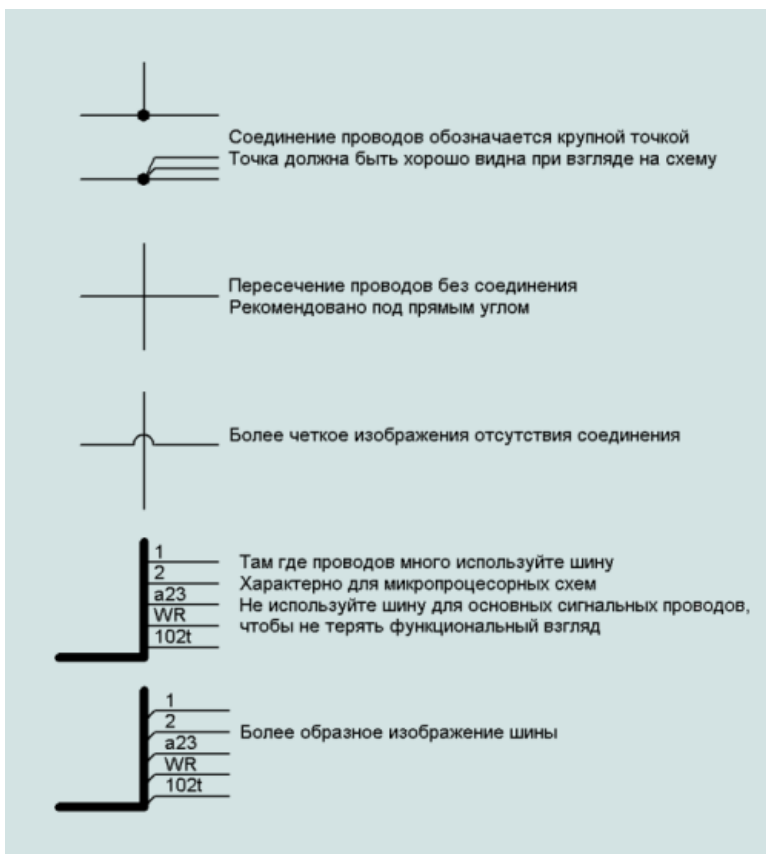 Соединение проводов обозначается крупной точкой
Точка должна быть хорошо видна при взгляде на схему
Пересечение проводов без соединения
Рекомендовано под прямым углом
Более четкое изображения отсутствия соединения
1
2
a23
WR
102t
Там где проводов много используйте шину
Характерно для микропроцесорных схем
Не используйте шину для основных сигнальных проводов,
чтобы не терять функциональный взгляд
1
2
a23
WR
102t
Более образное изображение шины